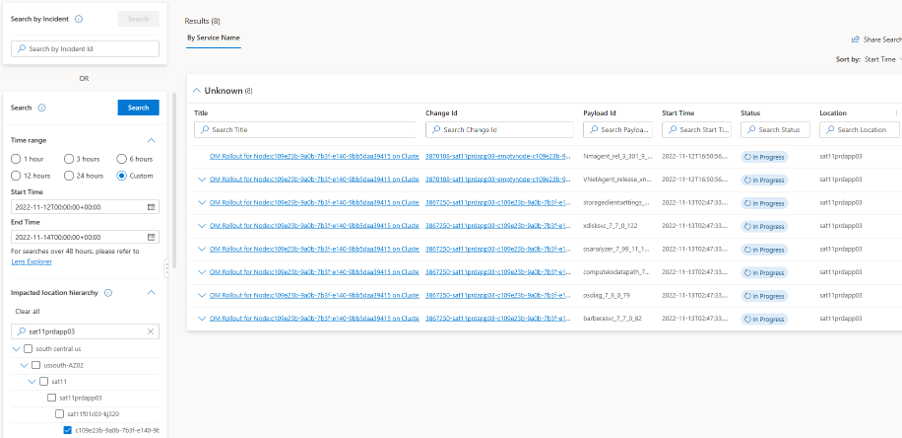 Search by Incident
Search
Search by Incident Id
OR
Search
Search
Time range
1 hour
3 hours
6 hours
12 hours
24 hours
Custom
Start Time
2022-11-12T00:00:00+00:00
End Time
2022-11-14T00:00:00+00:00
For searches over 48 hours, please refer to
Lens Explorer
Impacted location hierarchy
Clear all
sat11prdapp03
south central us
ussouth-AZ02
sat11
sat11prdapp03
sat11f01c03-kj320
c109e23b-9a0b-7b3f-e140-9b
Results (8)
By Service Name
Share Search
Sort by: Start Time
Unknown (8)
Title Change Id Payload Id Start Time Status Location
Search Title Search Change Id Search Payloa... Search Start Ti... Search Status Search Location
OM Rollout for Node:c109e23b-9a0b-7b3f-e140-9bb5daa39415 on Cluste 3870108-sat11prdapp03-emptynode-c109e23b-9... Nmagent_rel_3_301_9_... 2022-11-12T16:50:56.... In Progress sat11prdapp03
OM Rollout for Node:c109e23b-9a0b-7b3f-e140-9bb5daa39415 on Cluste 3870108-sat11prdapp03-emptynode-c109e23b-9... VNetAgent_release_vn... 2022-11-12T16:50:56.... In Progress sat11prdapp03
OM Rollout for Node:c109e23b-9a0b-7b3f-e140-9bb5daa39415 on Cluste 3867250-sat11prdapp03-c109e23b-9a0b-7b3f-e1... storageclientsettings_... 2022-11-13T02:47:33.... In Progress sat11prdapp03
OM Rollout for Node:c109e23b-9a0b-7b3f-e140-9bb5daa39415 on Cluste 3867250-sat11prdapp03-c109e23b-9a0b-7b3f-e1... xdisksvc_7_7_0_122 2022-11-13T02:47:33.... In Progress sat11prdapp03
OM Rollout for Node:c109e23b-9a0b-7b3f-e140-9bb5daa39415 on Cluste 3867250-sat11prdapp03-c109e23b-9a0b-7b3f-e1... osanalyzer_7_99_11_1... 2022-11-13T02:47:33.... In Progress sat11prdapp03
OM Rollout for Node:c109e23b-9a0b-7b3f-e140-9bb5daa39415 on Cluste 3867250-sat11prdapp03-c109e23b-9a0b-7b3f-e1... computeiodatapath_7... 2022-11-13T02:47:33.... In Progress sat11prdapp03
OM Rollout for Node:c109e23b-9a0b-7b3f-e140-9bb5daa39415 on Cluste 3867250-sat11prdapp03-c109e23b-9a0b-7b3f-e1... osdiag_7_8_0_79 2022-11-13T02:47:33.... In Progress sat11prdapp03
OM Rollout for Node:c109e23b-9a0b-7b3f-e140-9bb5daa39415 on Cluste 3867250-sat11prdapp03-c109e23b-9a0b-7b3f-e1... barberasvc_7_7_0_82 2022-11-13T02:47:33.... In Progress sat11prdapp03